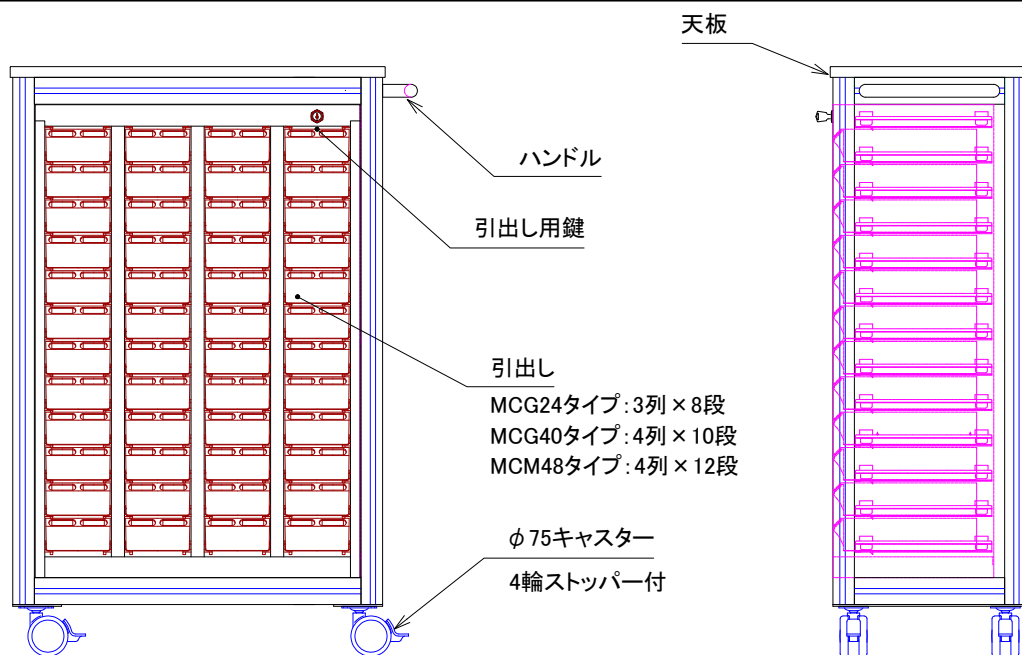 天板
ハンドル
引出し用鍵
引出し
MCG24タイプ:3列×8段
MCG40タイプ:4列×10段
MCM48タイプ:4列×12段
φ75キャスター
4輪ストッパー付